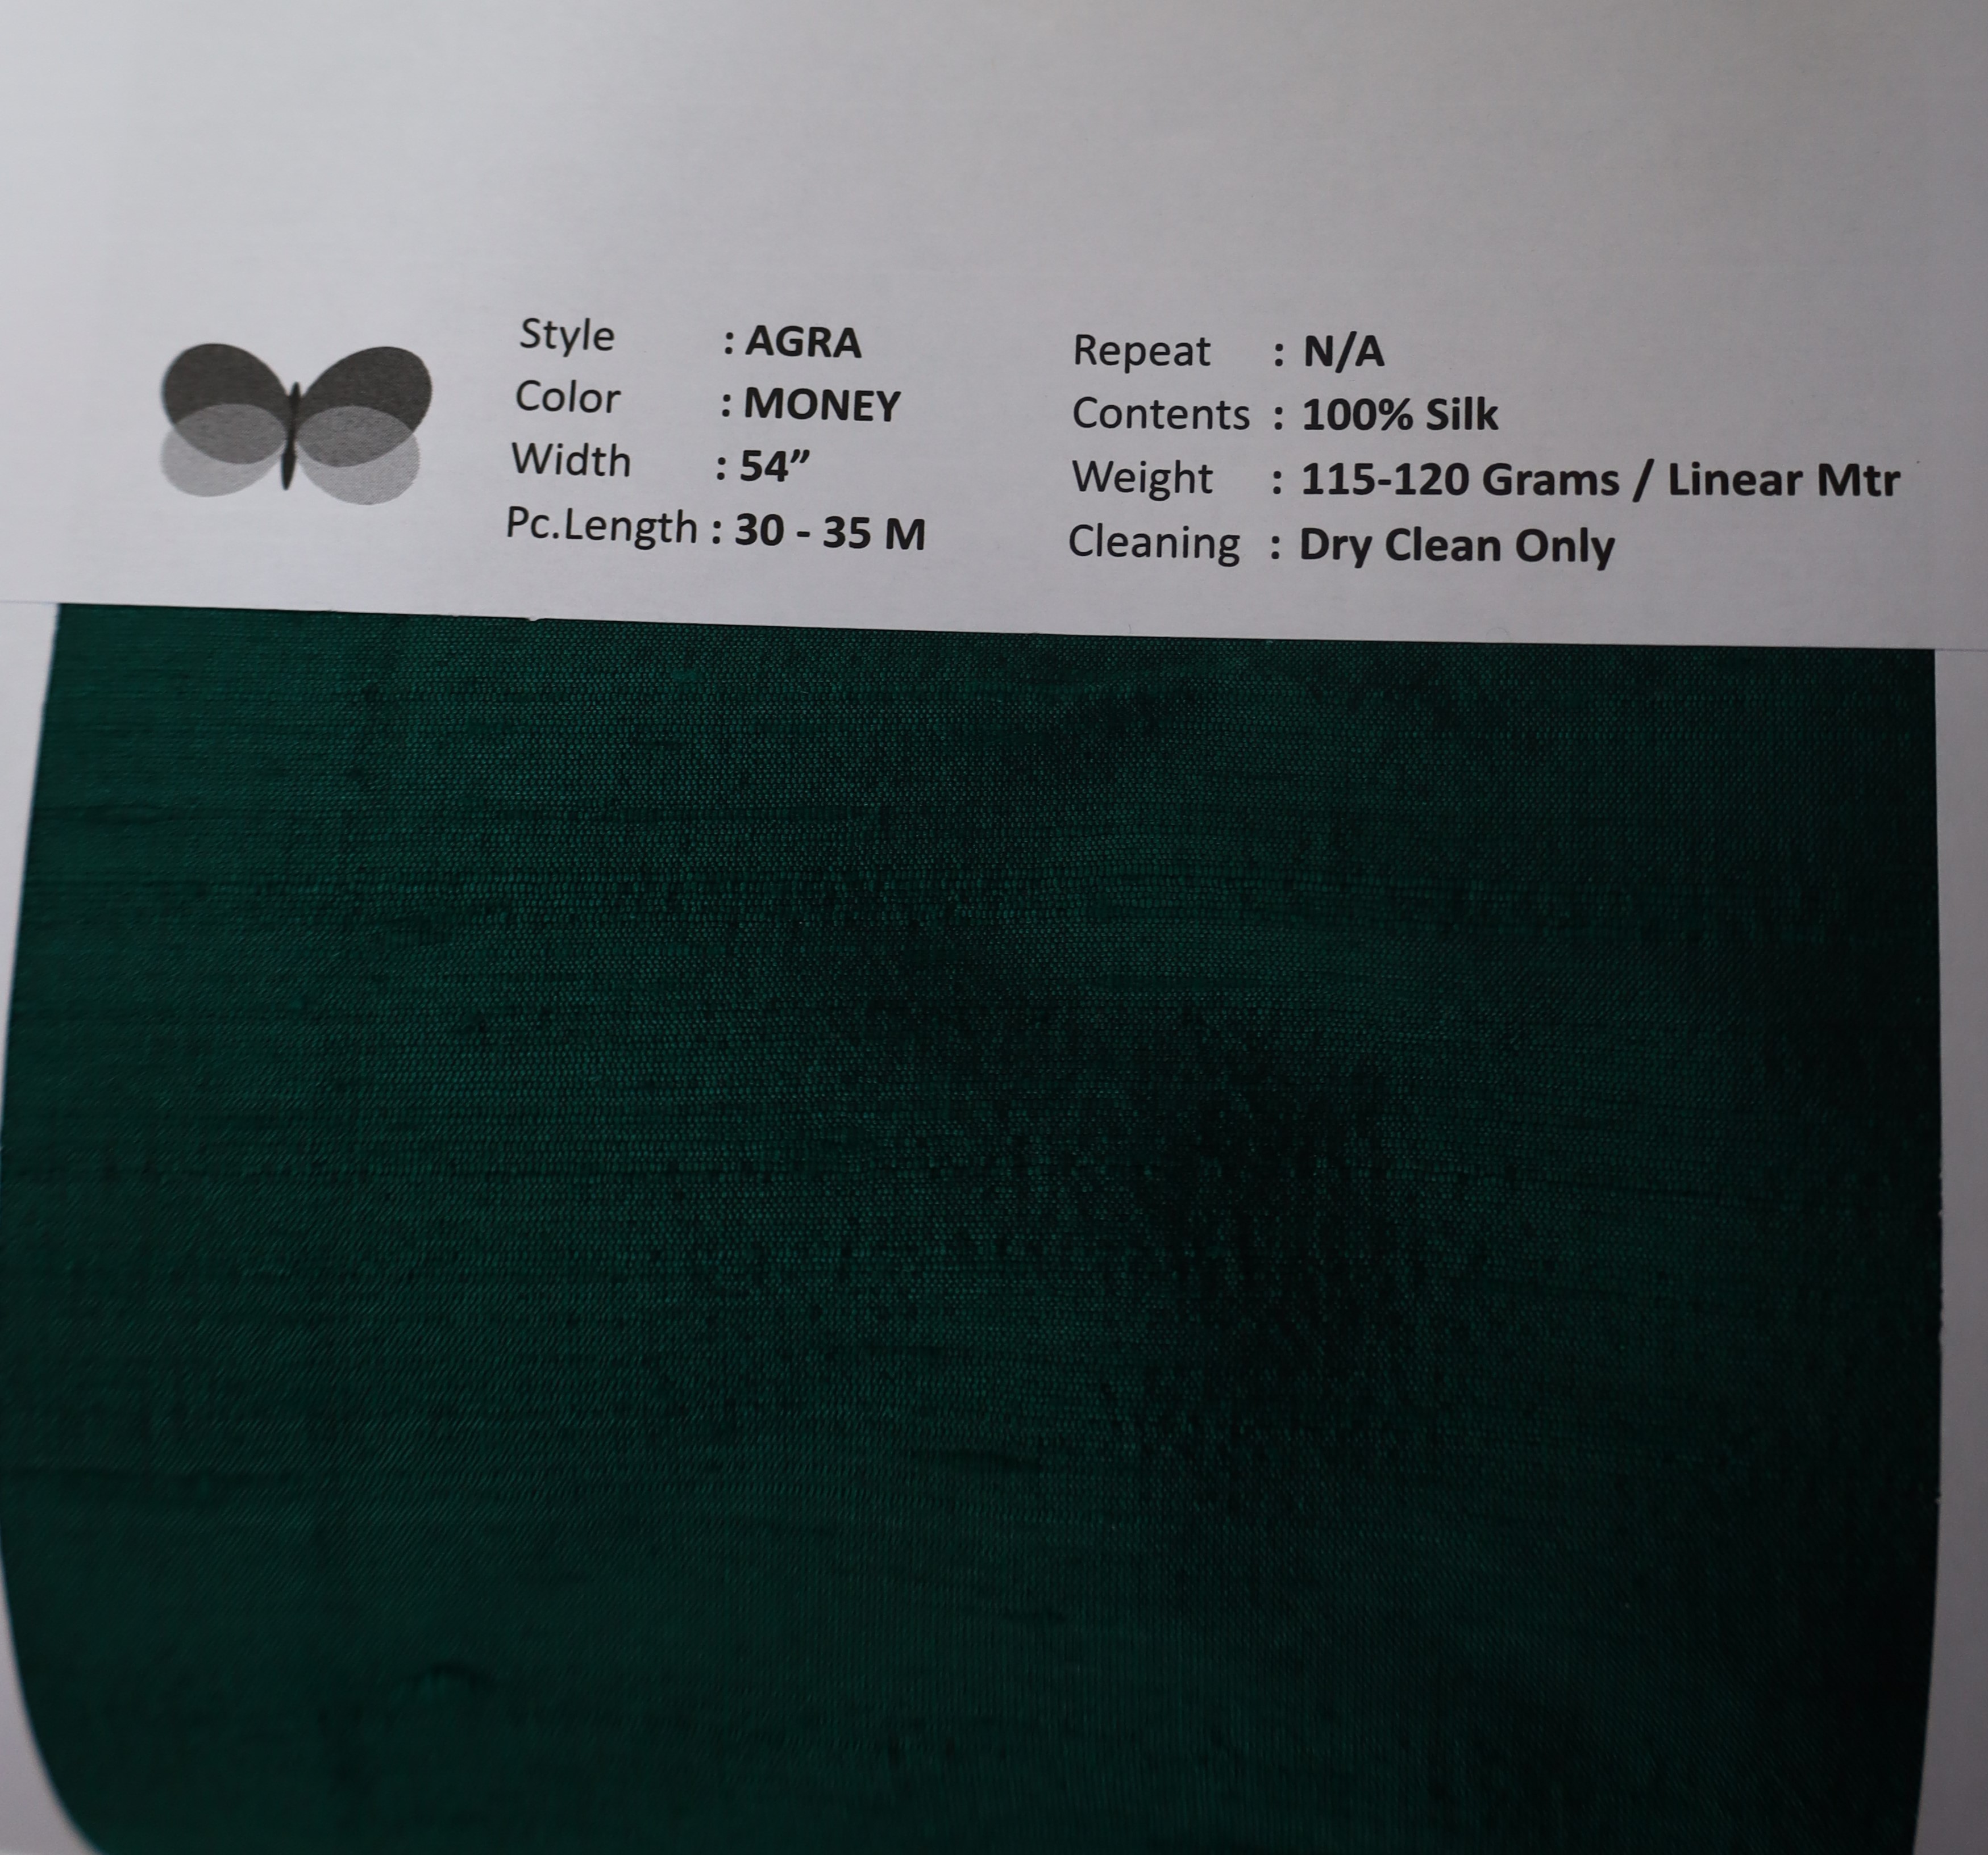 Style : AGRA
Color : MONEY
Width : 54”
Pc.Length : 30 - 35 M
Repeat : N/A
Contents : 100% Silk
Weight : 115-120 Grams / Linear Mtr
Cleaning : Dry Clean Only